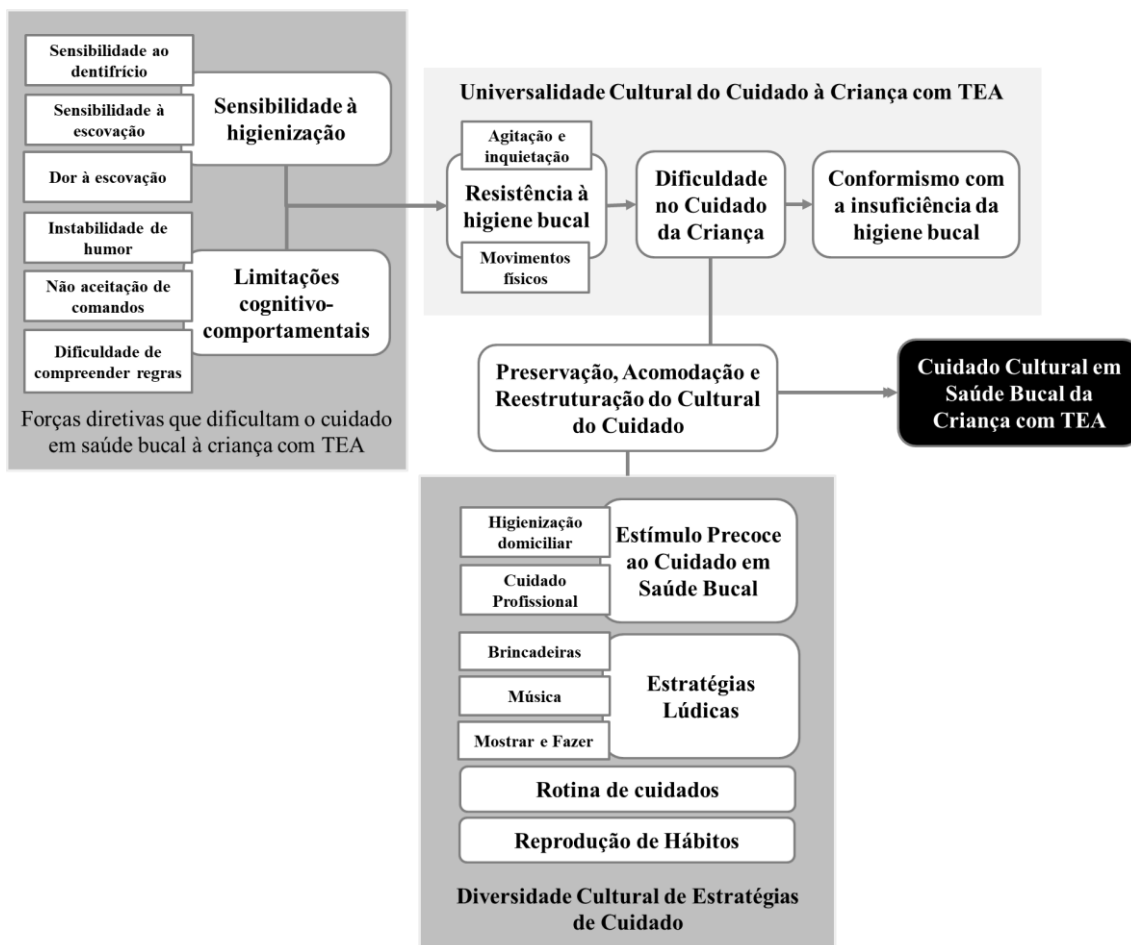 Sensibilidade ao
dentifrício
Sensibilidade à
escovação
Dor à escovação
Sensibilidade à
higienização
Instabilidade de
humor
Não aceitação de
comandos
Dificuldade de
compreender regras
Limitações
cognitivo-
comportamentais
Forças diretivas que dificultam o cuidado
em saúde bucal à criança com TEA
Universalidade Cultural do Cuidado à Criança com TEA
Agitação e
inquietação
Resistência à
higiene bucal
Movimentos
físicos
Dificuldade
no Cuidado
da Criança
Conformismo com
a insuficiência da
higiene bucal
Preservação, Acomodação e
Reestruturação do Cultural
do Cuidado
Cuidado Cultural em
Saúde Bucal da
Criança com TEA
Higienização
domiciliar
Cuidado
Profissional
Estímulo Precoce
ao Cuidado em
Saúde Bucal
Brincadeiras
Música
Mostrar e Fazer
Estratégias
Lúdicas
Rotina de cuidados
Reprodução de Hábitos
Diversidade Cultural de Estratégias
de Cuidado